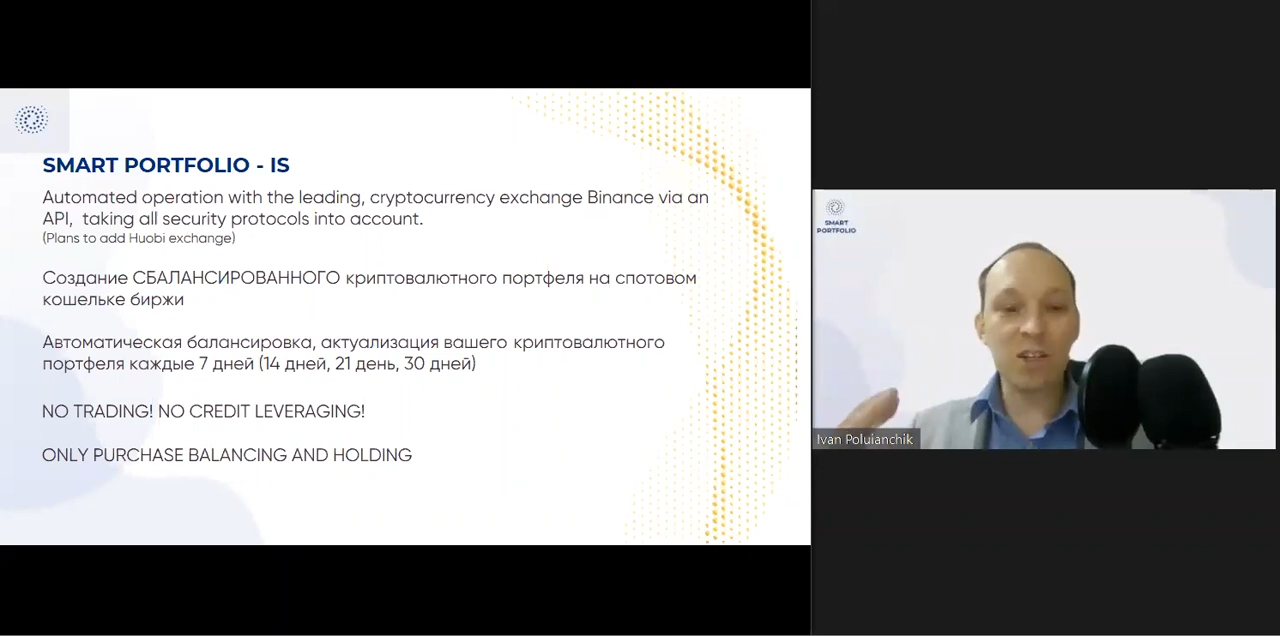 SMART PORTFOLIO - IS
Automated operation with the leading, cryptocurrency exchange Binance via an
API, taking all security protocols into account.
(Plans to add Huobi exchange)
Создание СБАЛАНСИРОВАННОГО криптовалютного портфеля на спотовом
кошельке биржи
Автоматическая балансировка, актуализация вашего криптовалютного
портфеля каждые 7 дней (14 дней, 21 день, 30 дней)
NO TRADING! NO CREDIT LEVERAGING!
ONLY PURCHASE BALANCING AND HOLDING
SMART
PORTFOLIO
Ivan Poluianchik